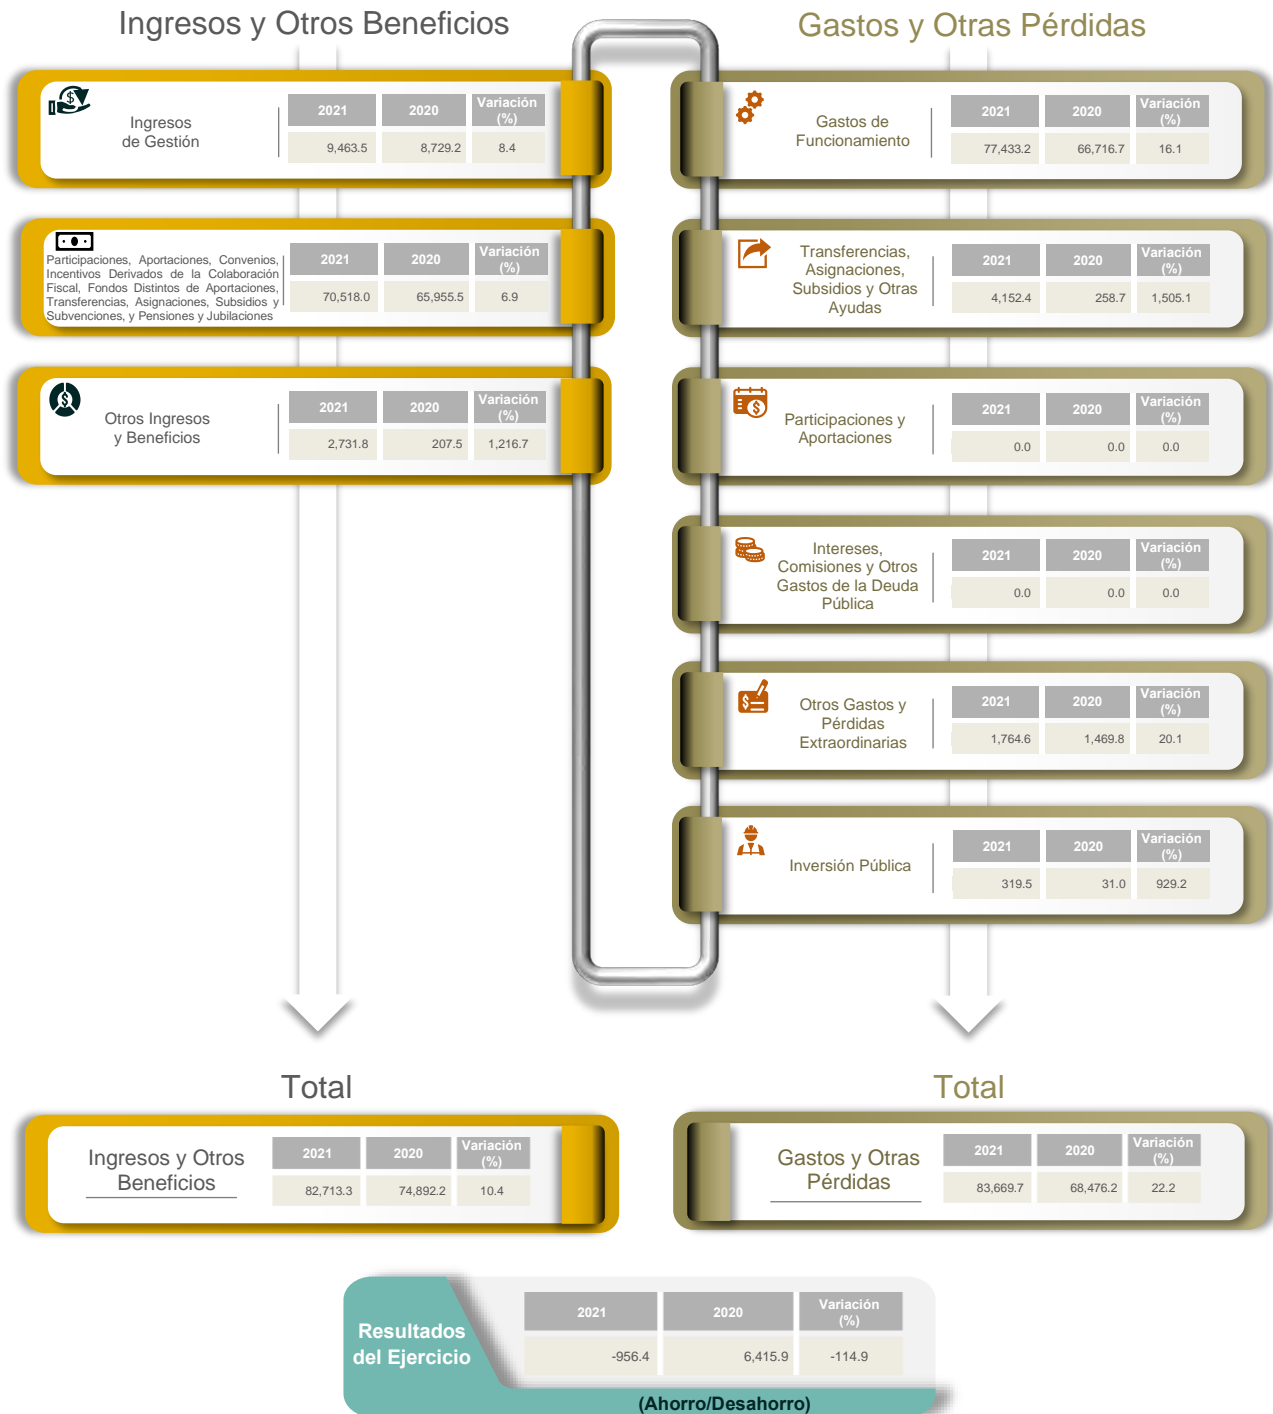 Ingresos y Otros Beneficios
Ingresos
de Gestión
2021 2020 Variación
(%)
9,463.5 8,729.2 8.4
Participaciones, Aportaciones, Convenios,
Incentivos Derivados de la Colaboración
Fiscal, Fondos Distintos de Aportaciones,
Transferencias, Asignaciones, Subsidios y
Subvenciones, y Pensiones y Jubilaciones
2021 2020 Variación
(%)
70,518.0 65,955.5 6.9
Otros Ingresos
y Beneficios
2021 2020 Variación
(%)
2,731.8 207.5 1,216.7
Gastos y Otras Pérdidas
Gastos de
Funcionamiento
2021 2020 Variación
(%)
77,433.2 66,716.7 16.1
Transferencias,
Asignaciones,
Subsidios y Otras
Ayudas
2021 2020 Variación
(%)
4,152.4 258.7 1,505.1
Participaciones y
Aportaciones
2021 2020 Variación
(%)
0.0 0.0 0.0
Intereses,
Comisiones y Otros
Gastos de la Deuda
Pública
2021 2020 Variación
(%)
0.0 0.0 0.0
Otros Gastos y
Pérdidas
Extraordinarias
2021 2020 Variación
(%)
1,764.6 1,469.8 20.1
Inversión Pública
2021 2020 Variación
(%)
319.5 31.0 929.2
Total
Ingresos y Otros
Beneficios
2021 2020 Variación
(%)
82,713.3 74,892.2 10.4
Total
Gastos y Otras
Pérdidas
2021 2020 Variación
(%)
83,669.7 68,476.2 22.2
Resultados
del Ejercicio
2021 2020 Variación
(%)
-956.4 6,415.9 -114.9
(Ahorro/Desahorro)